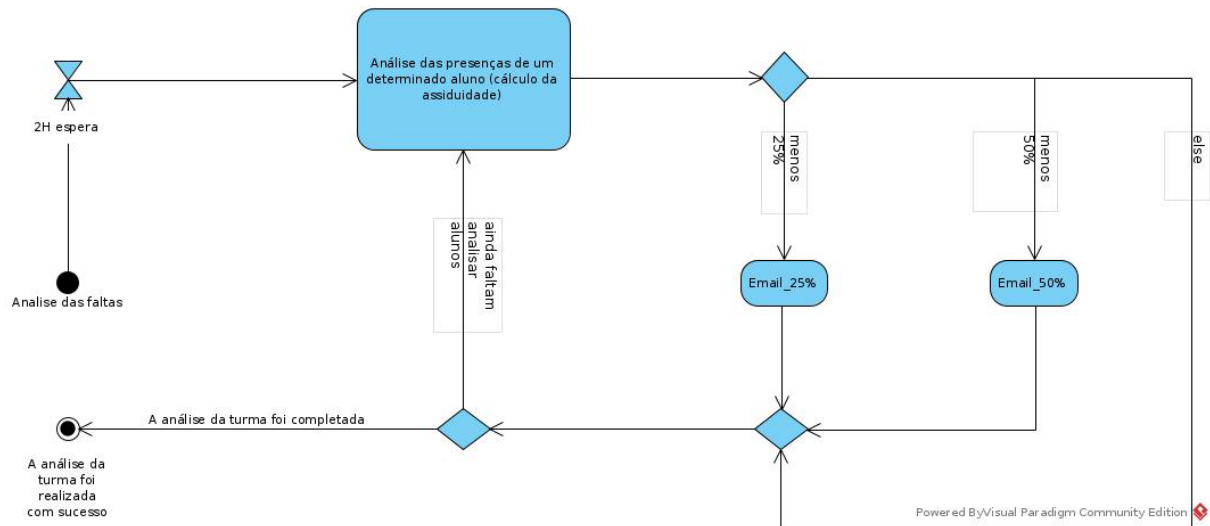 Análise das presenças de um
determinado aluno (cálculo da
assiduidade)
2H espera
menos
25%
menos
50%
else
ainda faltam
analisar
alunos
Email_25%
Email_50%
Analise das faltas
A análise da turma foi completada
A análise da
turma foi
realizada
com sucesso
Powered ByVisual Paradigm Community Edition